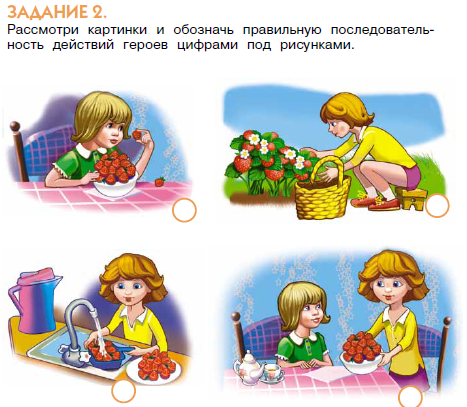 ЗАДАНИЕ 2.
Рассмотри картинки и обозначь правильную последователь-
ность действий героев цифрами под рисунками.